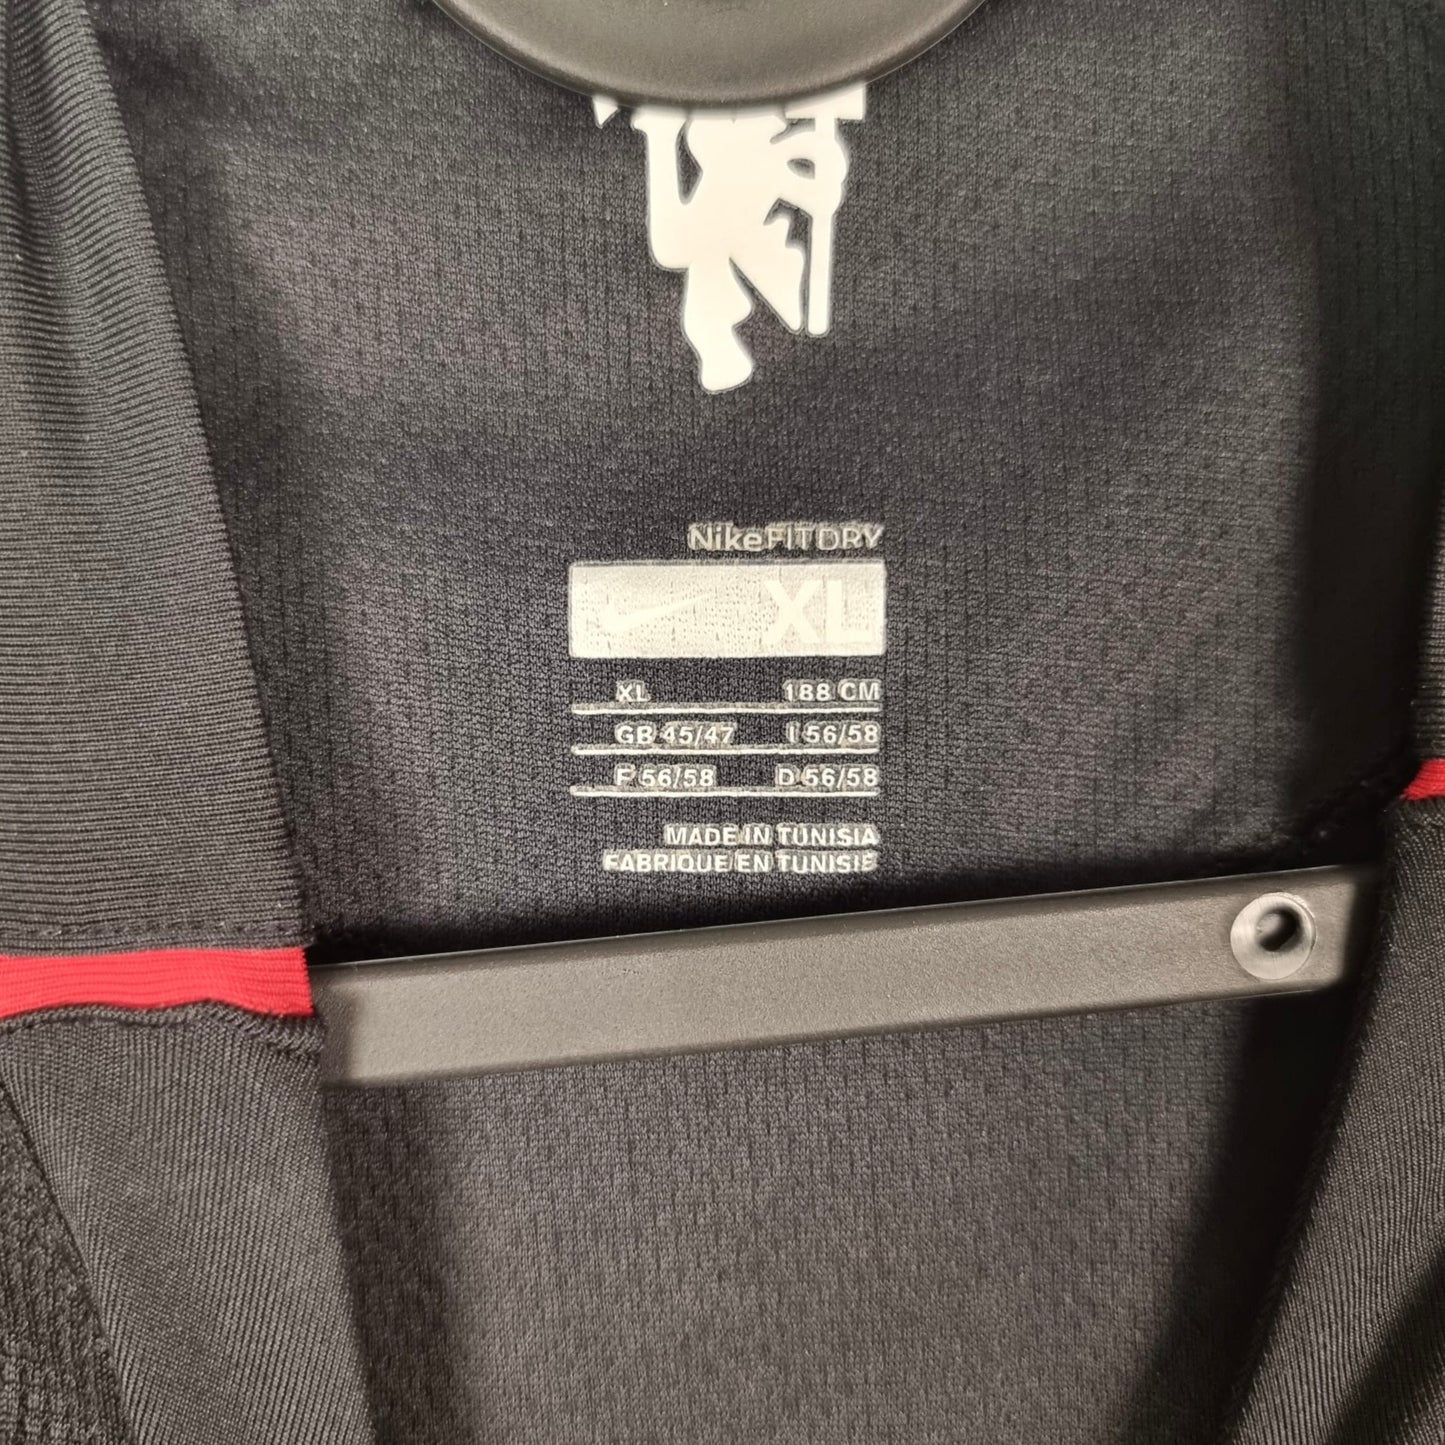 NikeFITDRY
XL
XL 188 CM
GB 45/47 I 56/58
F 56/58 D 56/58
MADE IN TUNISIA
FABRIQUE EN TUNISIE